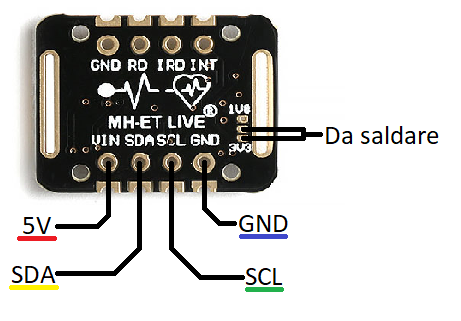 GND RD IRD INT
MH-ET LIVE ®
1V8
VIN SDA SCL GND
3V3
Da saldare
5V
GND
SDA
SCL